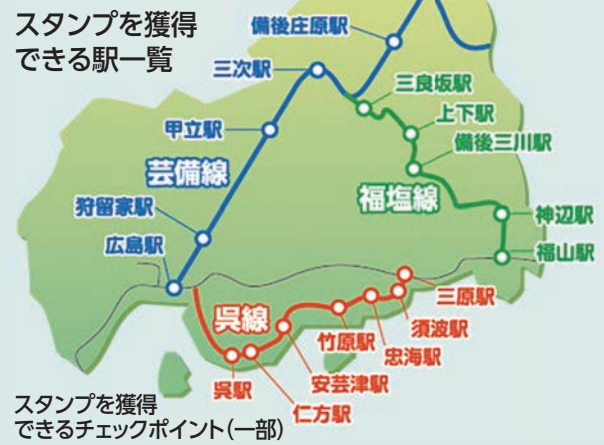 スタンプを獲得
できる駅一覧
備後庄原駅
三次駅
三良坂駅
上下駅
甲立駅
備後三川駅
芸備線
福塩線
狩留家駅
神辺駅
広島駅
福山駅
三原駅
呉線
須波駅
竹原駅
忠海駅
安芸津駅
呉駅
仁方駅
スタンプを獲得
できるチェックポイント(一部)